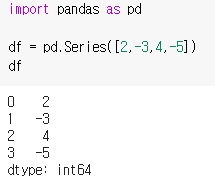 import pandas as pd
df = pd.Series([2,-3,4,-5])
df
0 2
1 -3
2 4
3 -5
dtype: int64